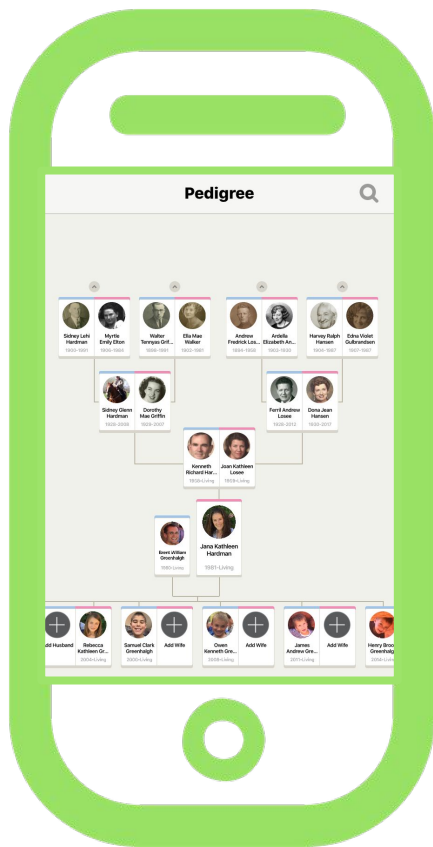 Pedigree
Sidney Lehi
Hardman
Myrtle
Emily Elton
Walter
Tennyas Grif...
Ella Mae
Walker
Andrew
Fredrick Los...
Ardella
Elizabeth An...
Harvey Ralph
Hansen
Edna Violet
Gulbrandsen
Sidney Glenn
Hardman
Dorothy
Mae Griffin
Ferril Andrew
Losee
Dona Jean
Hansen
Kenneth
Richard Har...
Joan Kathleen
Losee
Brent William
Greenhalgh
Jana Kathleen
Hardman
1981-Living
dd Husband
Rebecca
Kathleen Gr...
Samuel Clark
Greenhalgh
Add Wife
Owen
Kenneth Gre...
Add Wife
James
Andrew Gre...
Add Wife
Henry Broo
Greenhalg